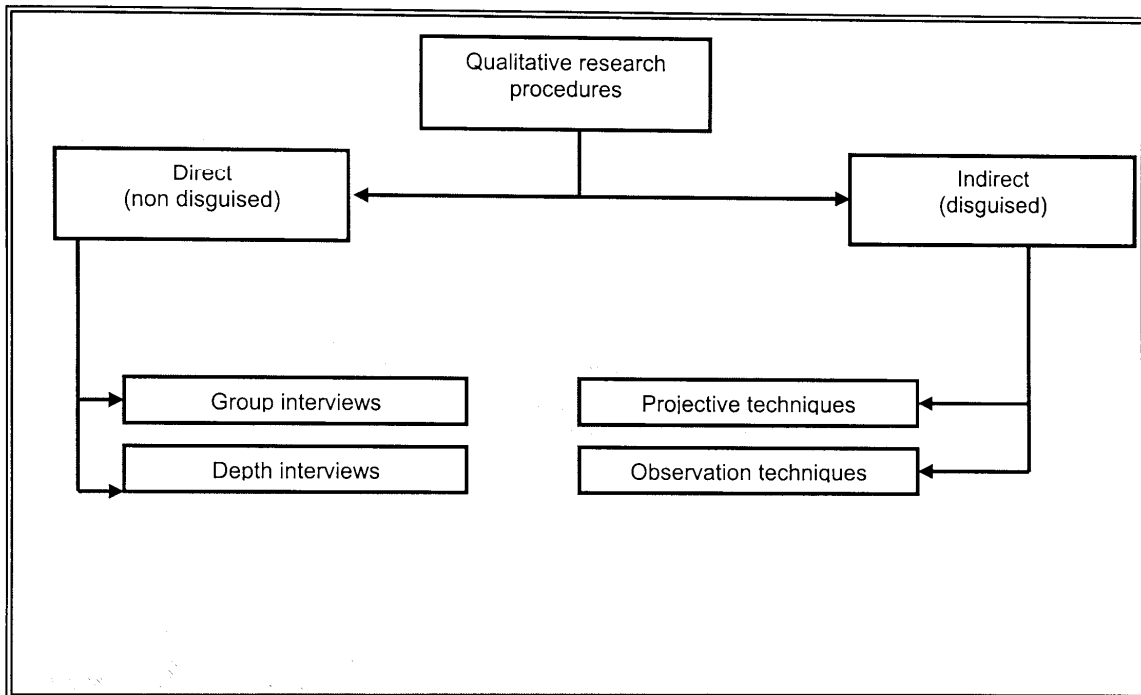 Qualitative research
procedures
Direct
(non disguised)
Indirect
(disguised)
Group interviews
Projective techniques
Depth interviews
Observation techniques